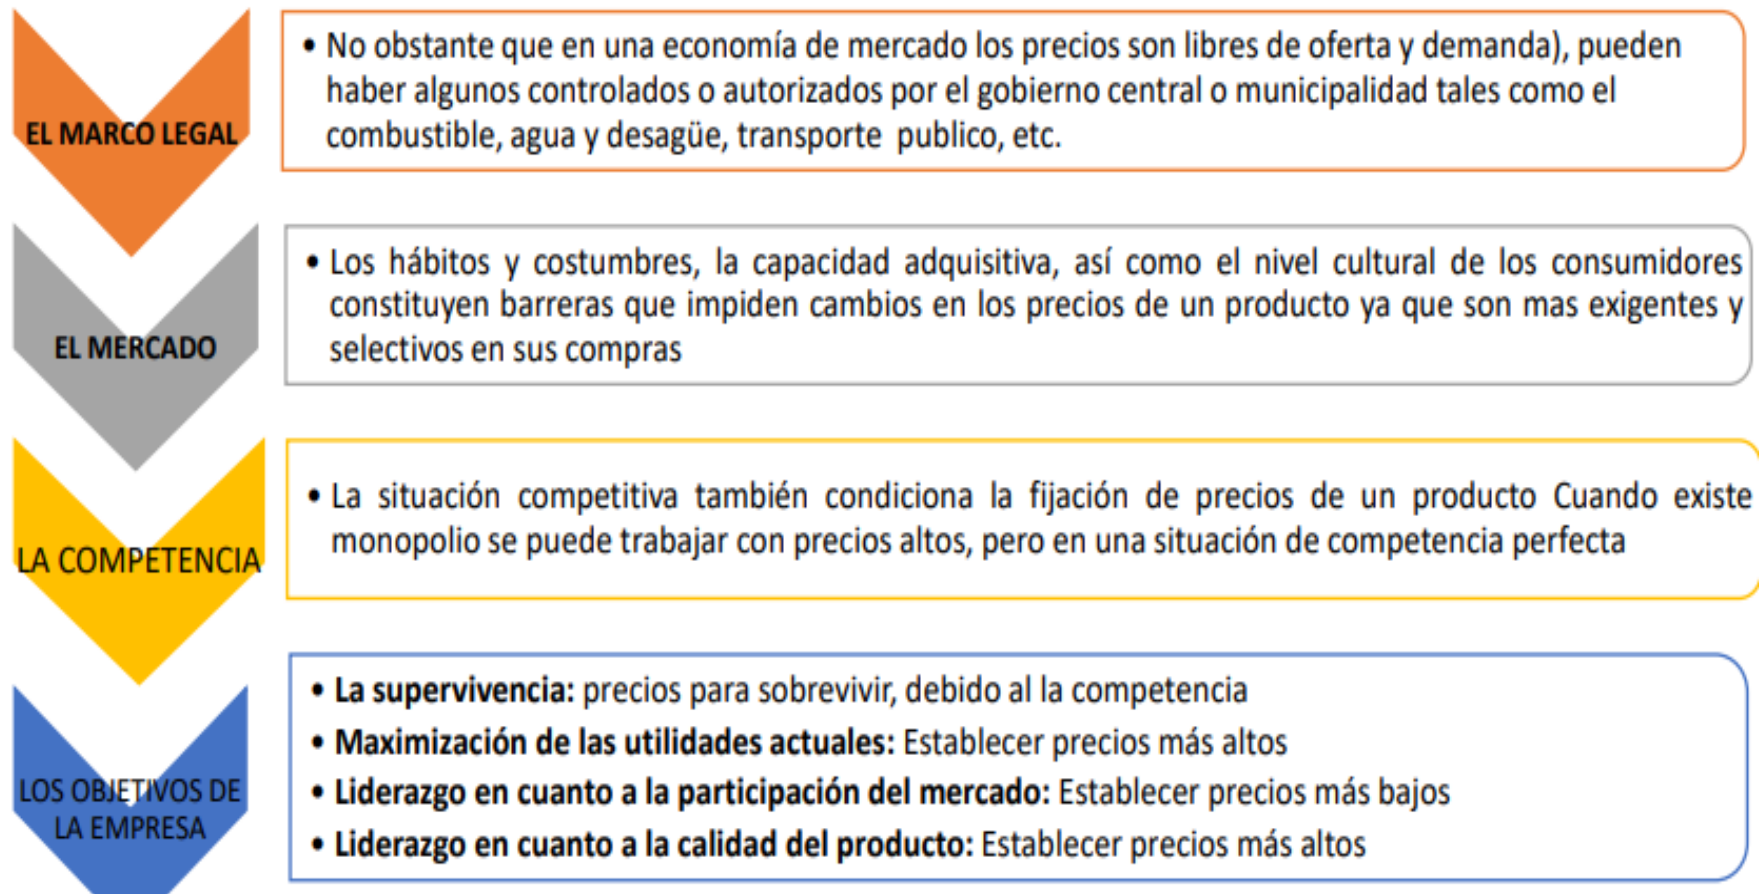 EL MARCO LEGAL
• No obstante que en una economía de mercado los precios son libres de oferta y demanda), pueden
haber algunos controlados o autorizados por el gobierno central o municipalidad tales como el
combustible, agua y desagüe, transporte publico, etc.
EL MERCADO
• Los hábitos y costumbres, la capacidad adquisitiva, así como el nivel cultural de los consumidores
constituyen barreras que impiden cambios en los precios de un producto ya que son mas exigentes y
selectivos en sus compras
LA COMPETENCIA
• La situación competitiva también condiciona la fijación de precios de un producto Cuando existe
monopolio se puede trabajar con precios altos, pero en una situación de competencia perfecta
LOS OBJETIVOS DE
LA EMPRESA
• La supervivencia: precios para sobrevivir, debido al la competencia
• Maximización de las utilidades actuales: Establecer precios más altos
• Liderazgo en cuanto a la participación del mercado: Establecer precios más bajos
• Liderazgo en cuanto a la calidad del producto: Establecer precios más altos